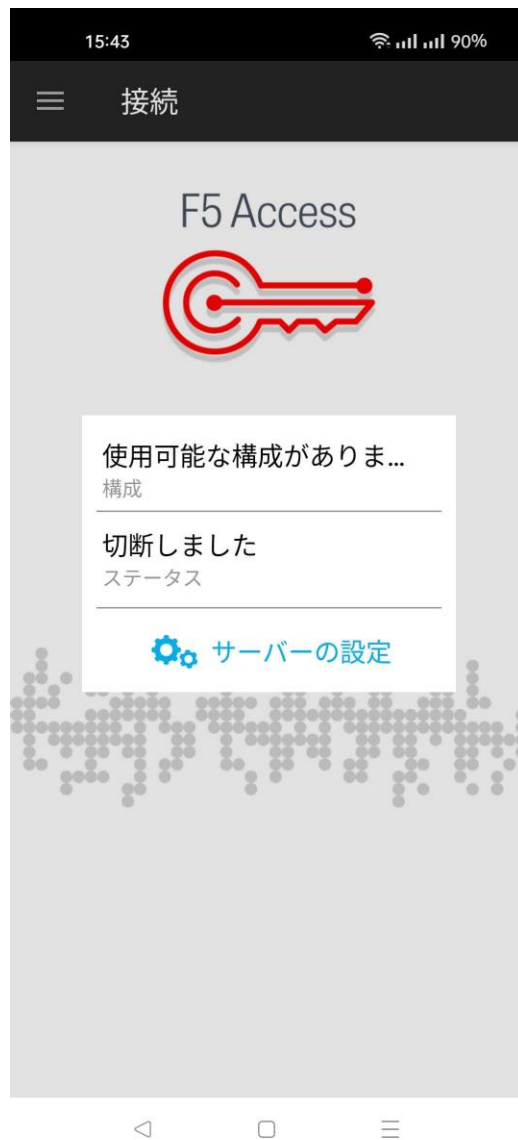 15:43
90%
接続
F5 Access
使用可能な構成がありま...
構成
切断しました
ステータス
サーバーの設定